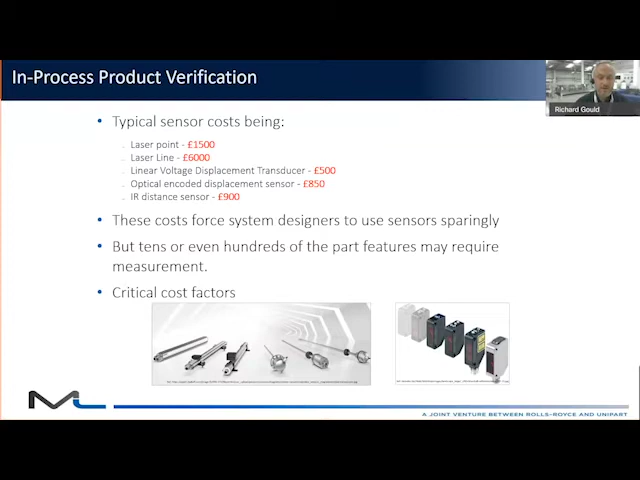 In-Process Product Verification
Richard Gould
• Typical sensor costs being:
Laser point - £1500
Laser Line - £6000
Linear Voltage Displacement Transducer – £500
Optical encoded displacement sensor - £850
IR distance sensor - £900
• These costs force system designers to use sensors sparingly
• But tens or even hundreds of the part features may require
measurement.
• Critical cost factors
A JOINT VENTURE BETWEEN ROLLS-ROYCE AND UNIPART